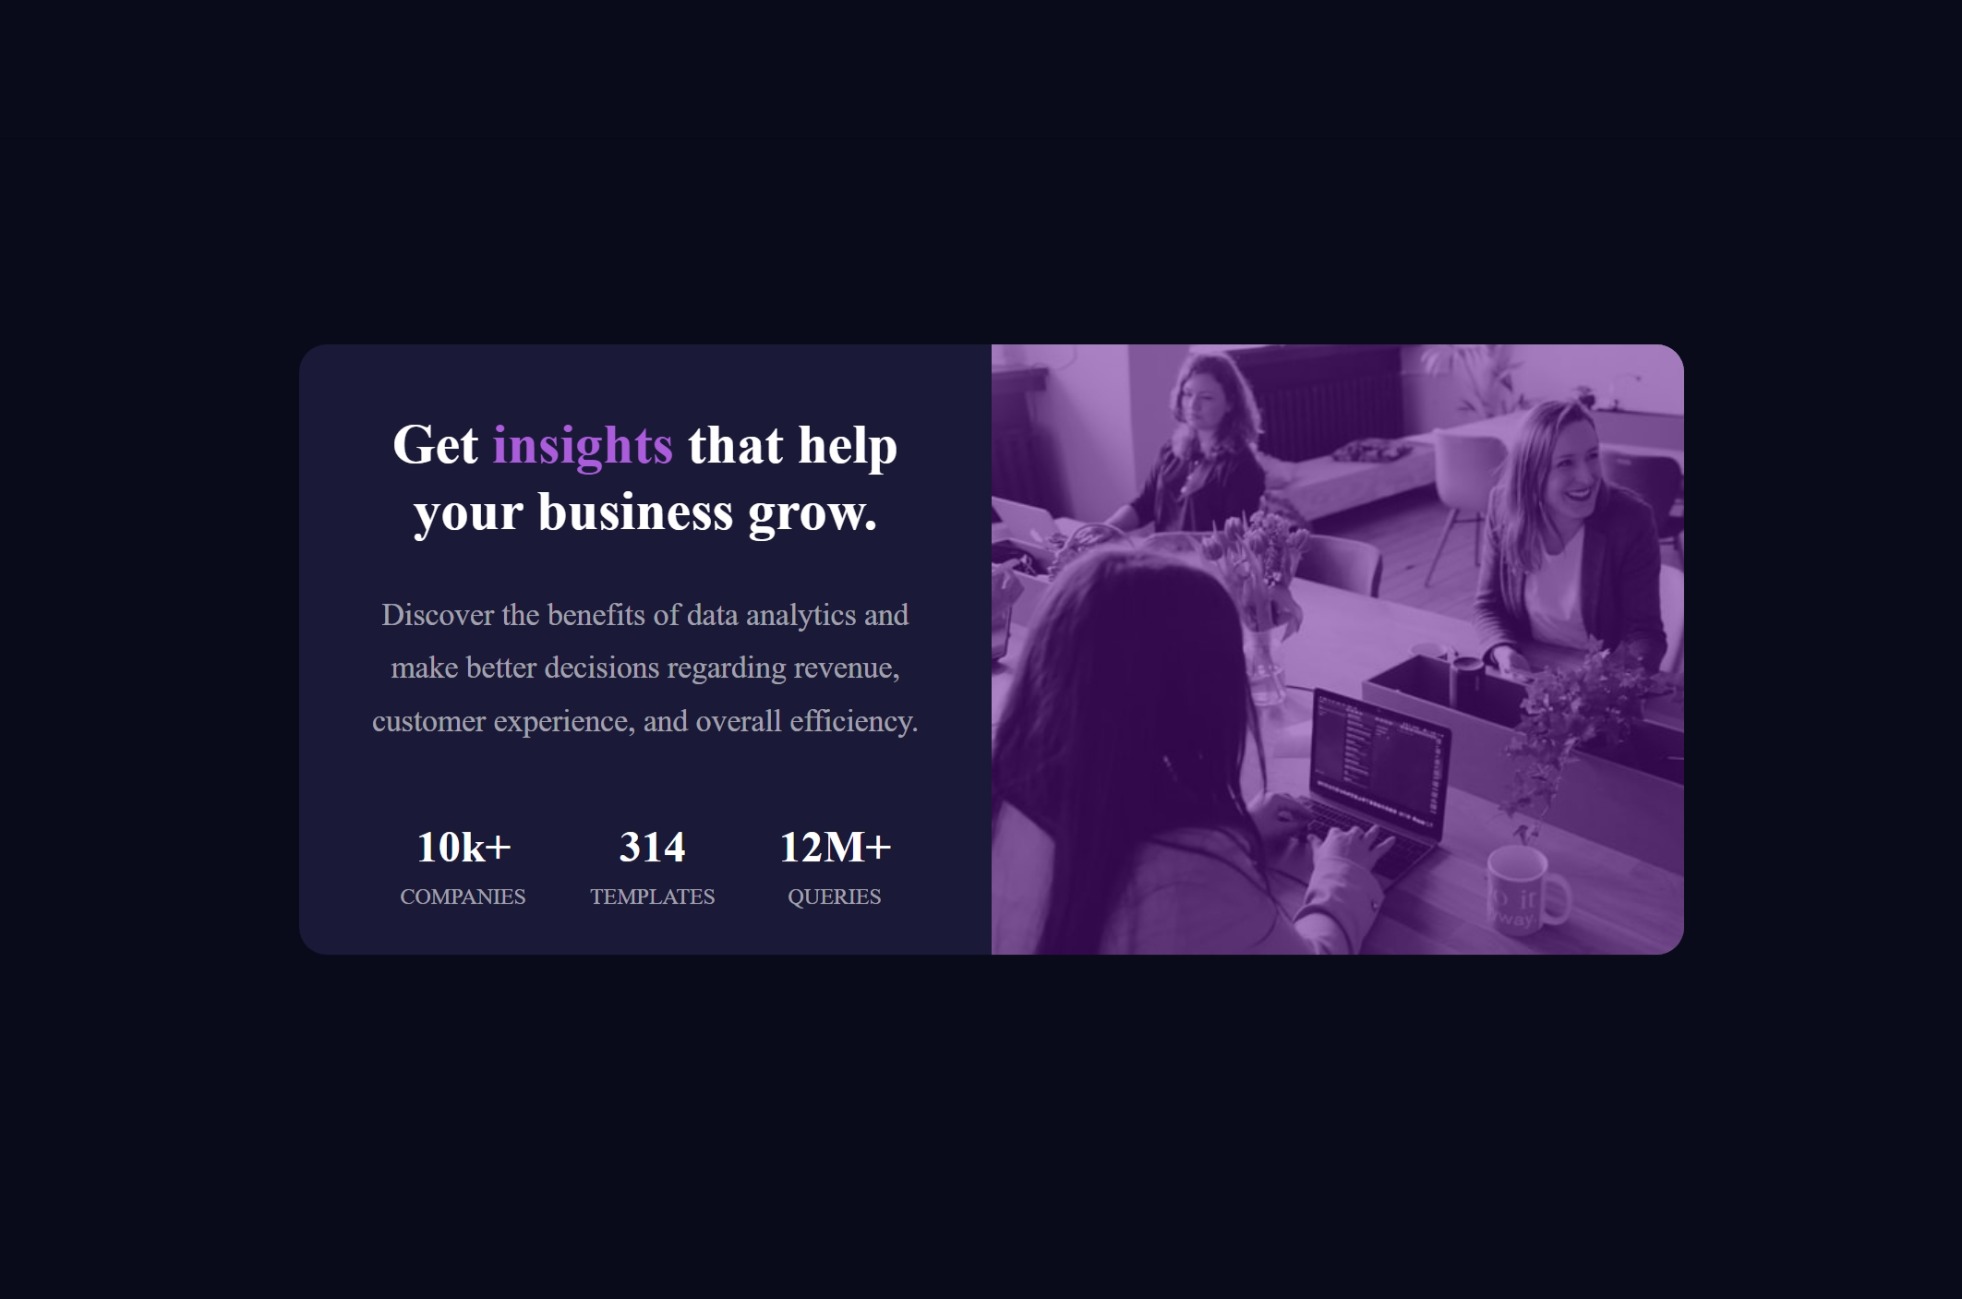 Get insights that help
your business grow.
Discover the benefits of data analytics and
make better decisions regarding revenue,
customer experience, and overall efficiency.
10k+
COMPANIES
314
TEMPLATES
12M+
QUERIES